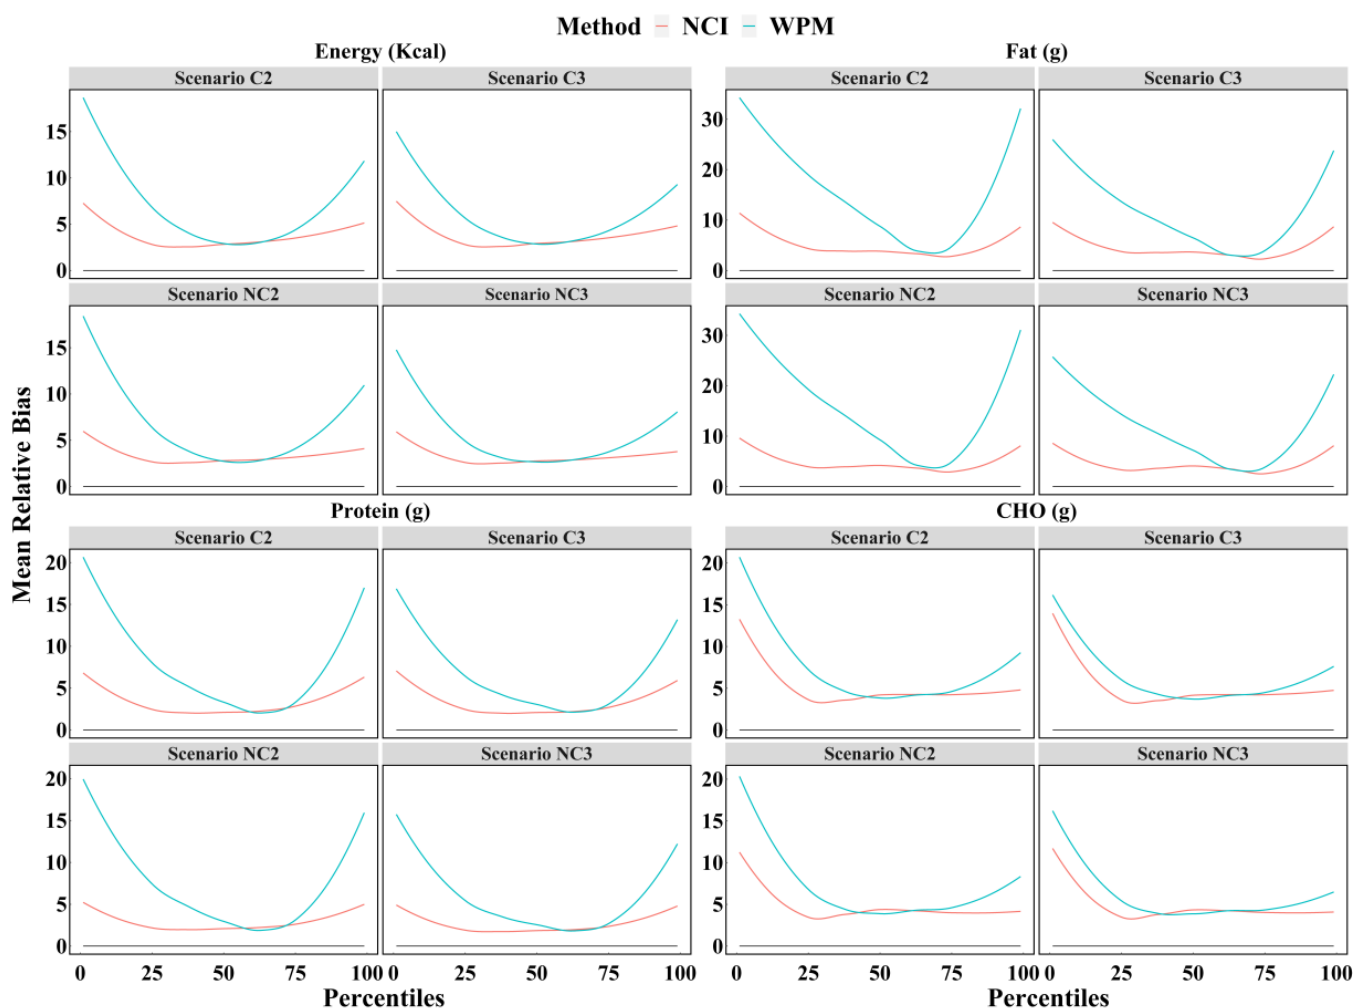 Method NCI WPM
Energy (Kcal)
Fat (g)
Scenario C2
Scenario C3
Scenario C2
Scenario C3
15
10
5
0
30
20
10
0
Scenario NC2
Scenario NC3
Scenario NC2
Scenario NC3
15
10
5
0
30
20
10
0
Mean Relative Bias
Protein (g)
CHO (g)
Scenario C2
Scenario C3
Scenario C2
Scenario C3
20
15
10
5
0
20
15
10
5
0
Scenario NC2
Scenario NC3
Scenario NC2
Scenario NC3
20
15
10
5
0
20
15
10
5
0
0 25 50 75 100 0 25 50 75 100
0 25 50 75 100 0 25 50 75 100
Percentiles
Percentiles